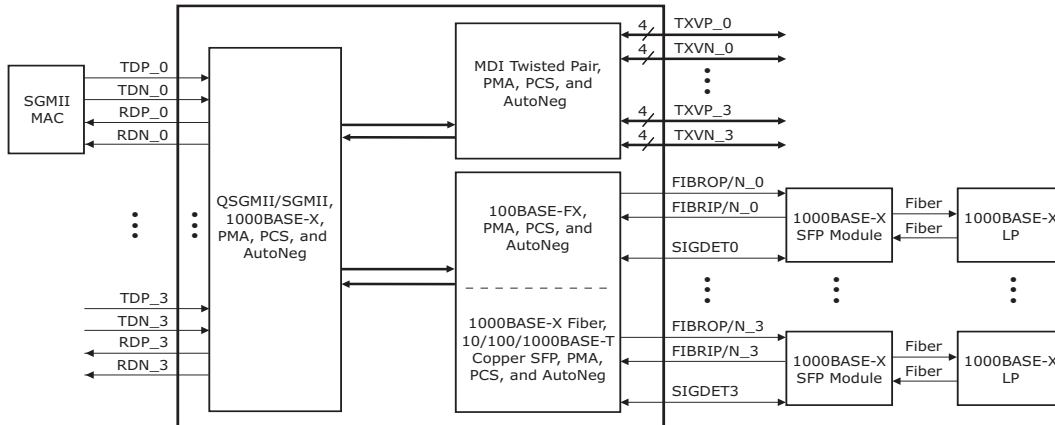 SGMII
MAC
TDP_0
TDN_0
RDP_0
RDN_0
TDP_3
TDN_3
RDP_3
RDN_3
QSGMII/SGMII,
1000BASE-X,
PMA, PCS, and
AutoNeg
MDI Twisted Pair,
PMA, PCS, and
AutoNeg
4 TXVP_0
4 TXVN_0
4 TXVP_3
4 TXVN_3
100BASE-FX,
PMA, PCS, and
AutoNeg
1000BASE-X Fiber,
10/100/1000BASE-T
Copper SFP, PMA,
PCS, and AutoNeg
FIBROP/N_0
FIBRIP/N_0
SIGDET0
1000BASE-X
SFP Module
Fiber
Fiber
1000BASE-X
LP
FIBROP/N_3
FIBRIP/N_3
SIGDET3
1000BASE-X
SFP Module
Fiber
Fiber
1000BASE-X
LP